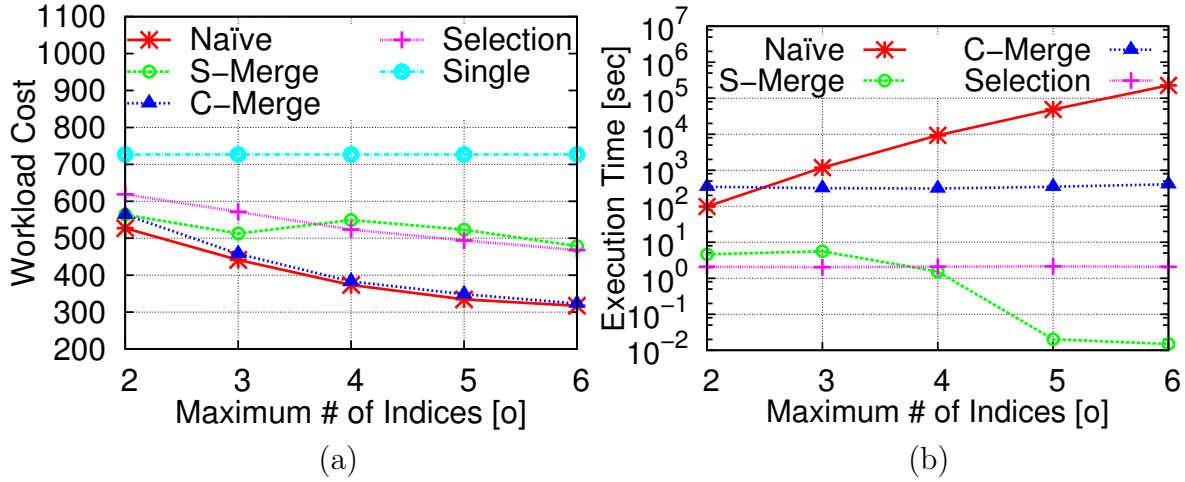 1100
1000
900
800
700
600
500
400
300
200
Workload Cost
Naïve
S-Merge
C-Merge
Selection
Single
2 3 4 5 6
Maximum # of Indices [o]
(a)
10^7
10^6
10^5
10^4
10^3
10^2
10^1
10^0
10^-1
10^-2
Execution Time [sec]
Naïve
S-Merge
C-Merge
Selection
2 3 4 5 6
Maximum # of Indices [o]
(b)